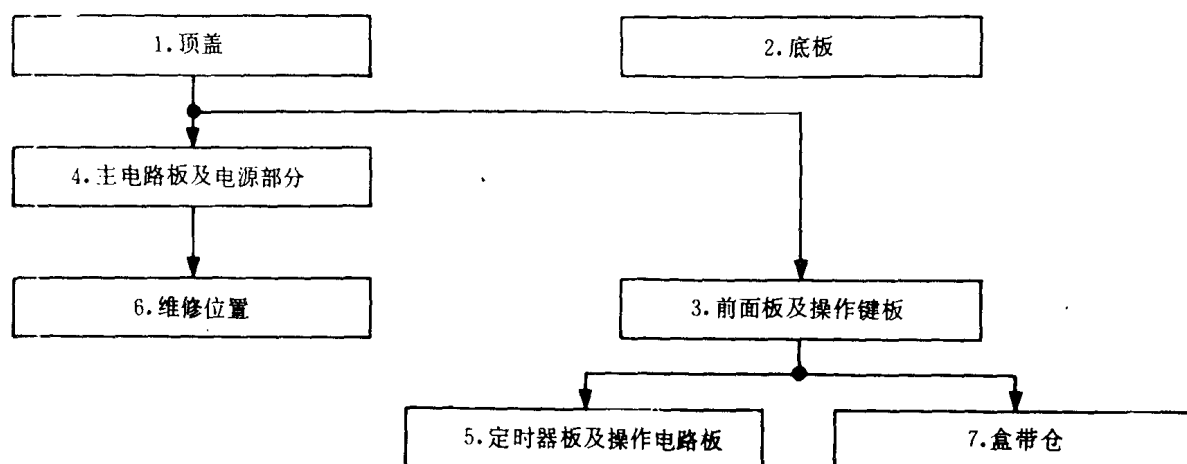 1.顶盖
2.底板
4.主电路板及电源部分
6.维修位置
3.前面板及操作键板
5.定时器板及操作电路板
7.盒带仓